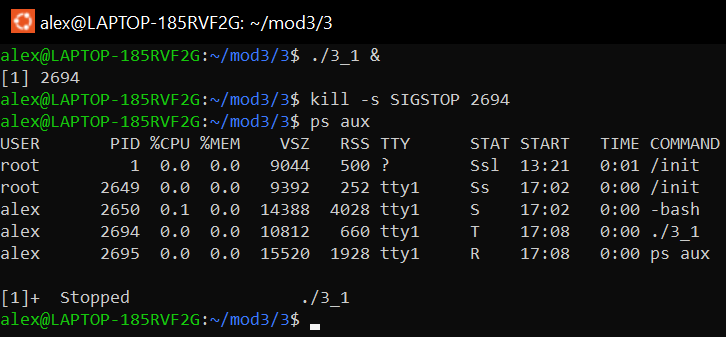 alex@LAPTOP-185RVF2G: ~/mod3/3
alex@LAPTOP-185RVF2G:~/mod3/3$ ./3_1 &
[1] 2694
alex@LAPTOP-185RVF2G:~/mod3/3$ kill -s SIGSTOP 2694
alex@LAPTOP-185RVF2G:~/mod3/3$ ps aux
USER       PID %CPU %MEM    VSZ   RSS TTY      STAT START   TIME COMMAND
root         1  0.0  0.0   9044   500 ?        Ssl  13:21   0:01 /init
root      2649  0.0  0.0   9392   252 tty1     Ss   17:02   0:00 /init
alex      2650  0.1  0.0  14388  4028 tty1     S    17:02   0:00 -bash
alex      2694  0.0  0.0  10812   660 tty1     T    17:08   0:00 ./3_1
alex      2695  0.0  0.0  15520  1928 tty1     R    17:08   0:00 ps aux
[1]+  Stopped                 ./3_1
alex@LAPTOP-185RVF2G:~/mod3/3$